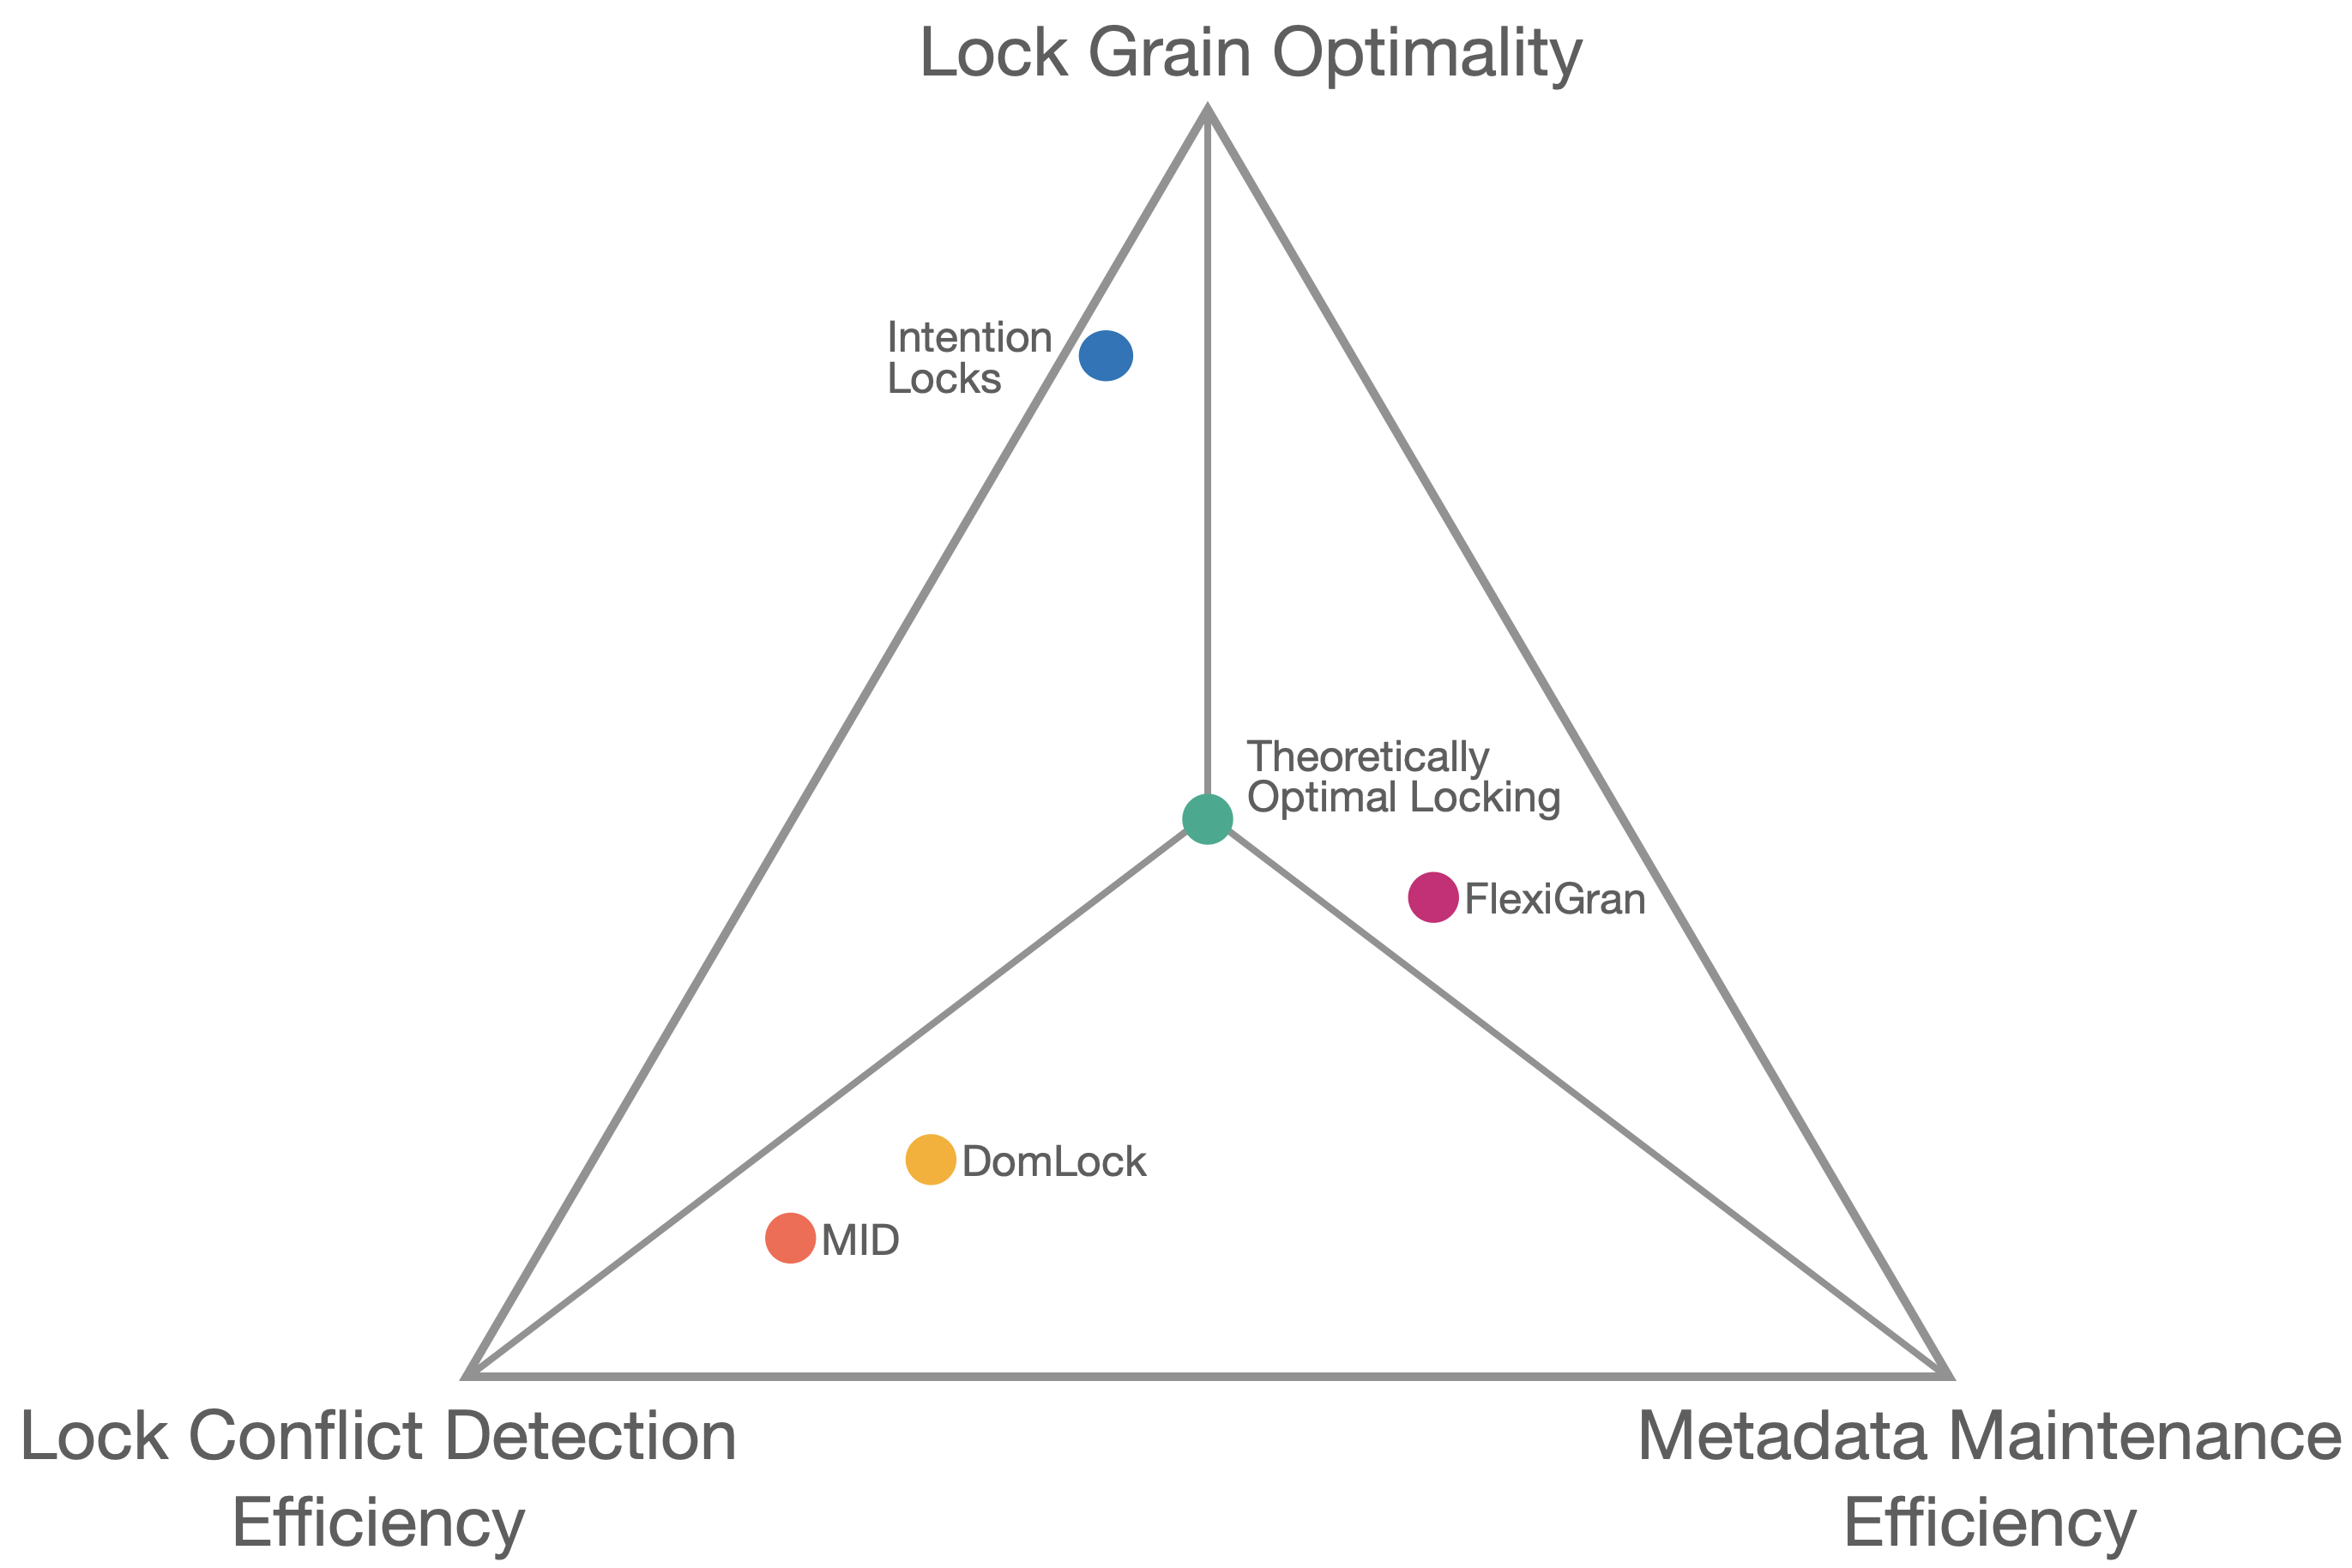 Lock Grain Optimality
Intention
Locks
Theoretically
Optimal Locking
FlexiGran
DomLock
MID
Lock Conflict Detection
Efficiency
Metadata Maintenance
Efficiency